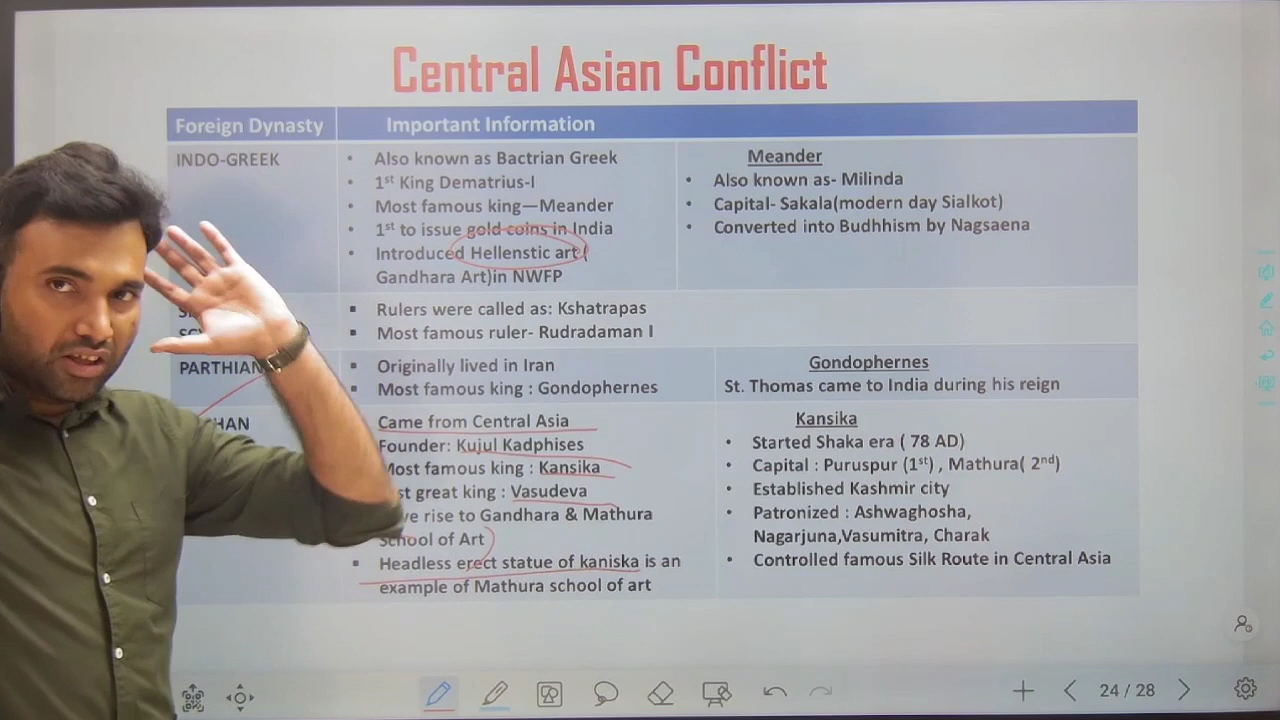 Central Asian Conflict
Foreign Dynasty
Important Information
INDO-GREEK
• Also known as Bactrian Greek
• 1st King Dematrius-I
• Most famous king—Meander
• 1st to issue gold coins in India
• Introduced Hellenstic art (
Gandhara Art)in NWFP
Meander
• Also known as- Milinda
• Capital- Sakala(modern day Sialkot)
• Converted into Budhhism by Nagsaena
▪ Rulers were called as: Kshatrapas
▪ Most famous ruler- Rudradaman I
PARTHIAN
▪ Originally lived in Iran
▪ Most famous king : Gondophernes
Gondophernes
St. Thomas came to India during his reign
HAN
Came from Central Asia
Founder: Kujul Kadphises
Most famous king : Kansika
st great king : Vasudeva
ve rise to Gandhara & Mathura
School of Art
▪ Headless erect statue of kaniska is an
example of Mathura school of art
Kansika
• Started Shaka era ( 78 AD)
• Capital : Puruspur (1st) , Mathura( 2nd)
• Established Kashmir city
• Patronized : Ashwaghosha,
Nagarjuna,Vasumitra, Charak
• Controlled famous Silk Route in Central Asia
24 / 28